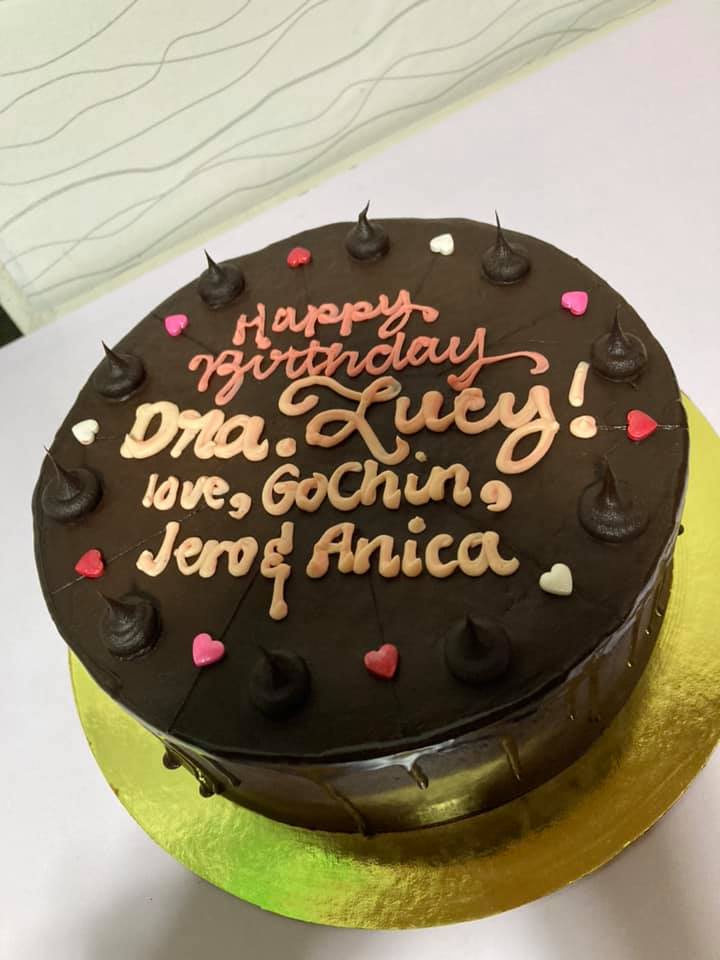 Happy
Birthday
Dra. Lucy!
love, GoChin,
Jero & Anica